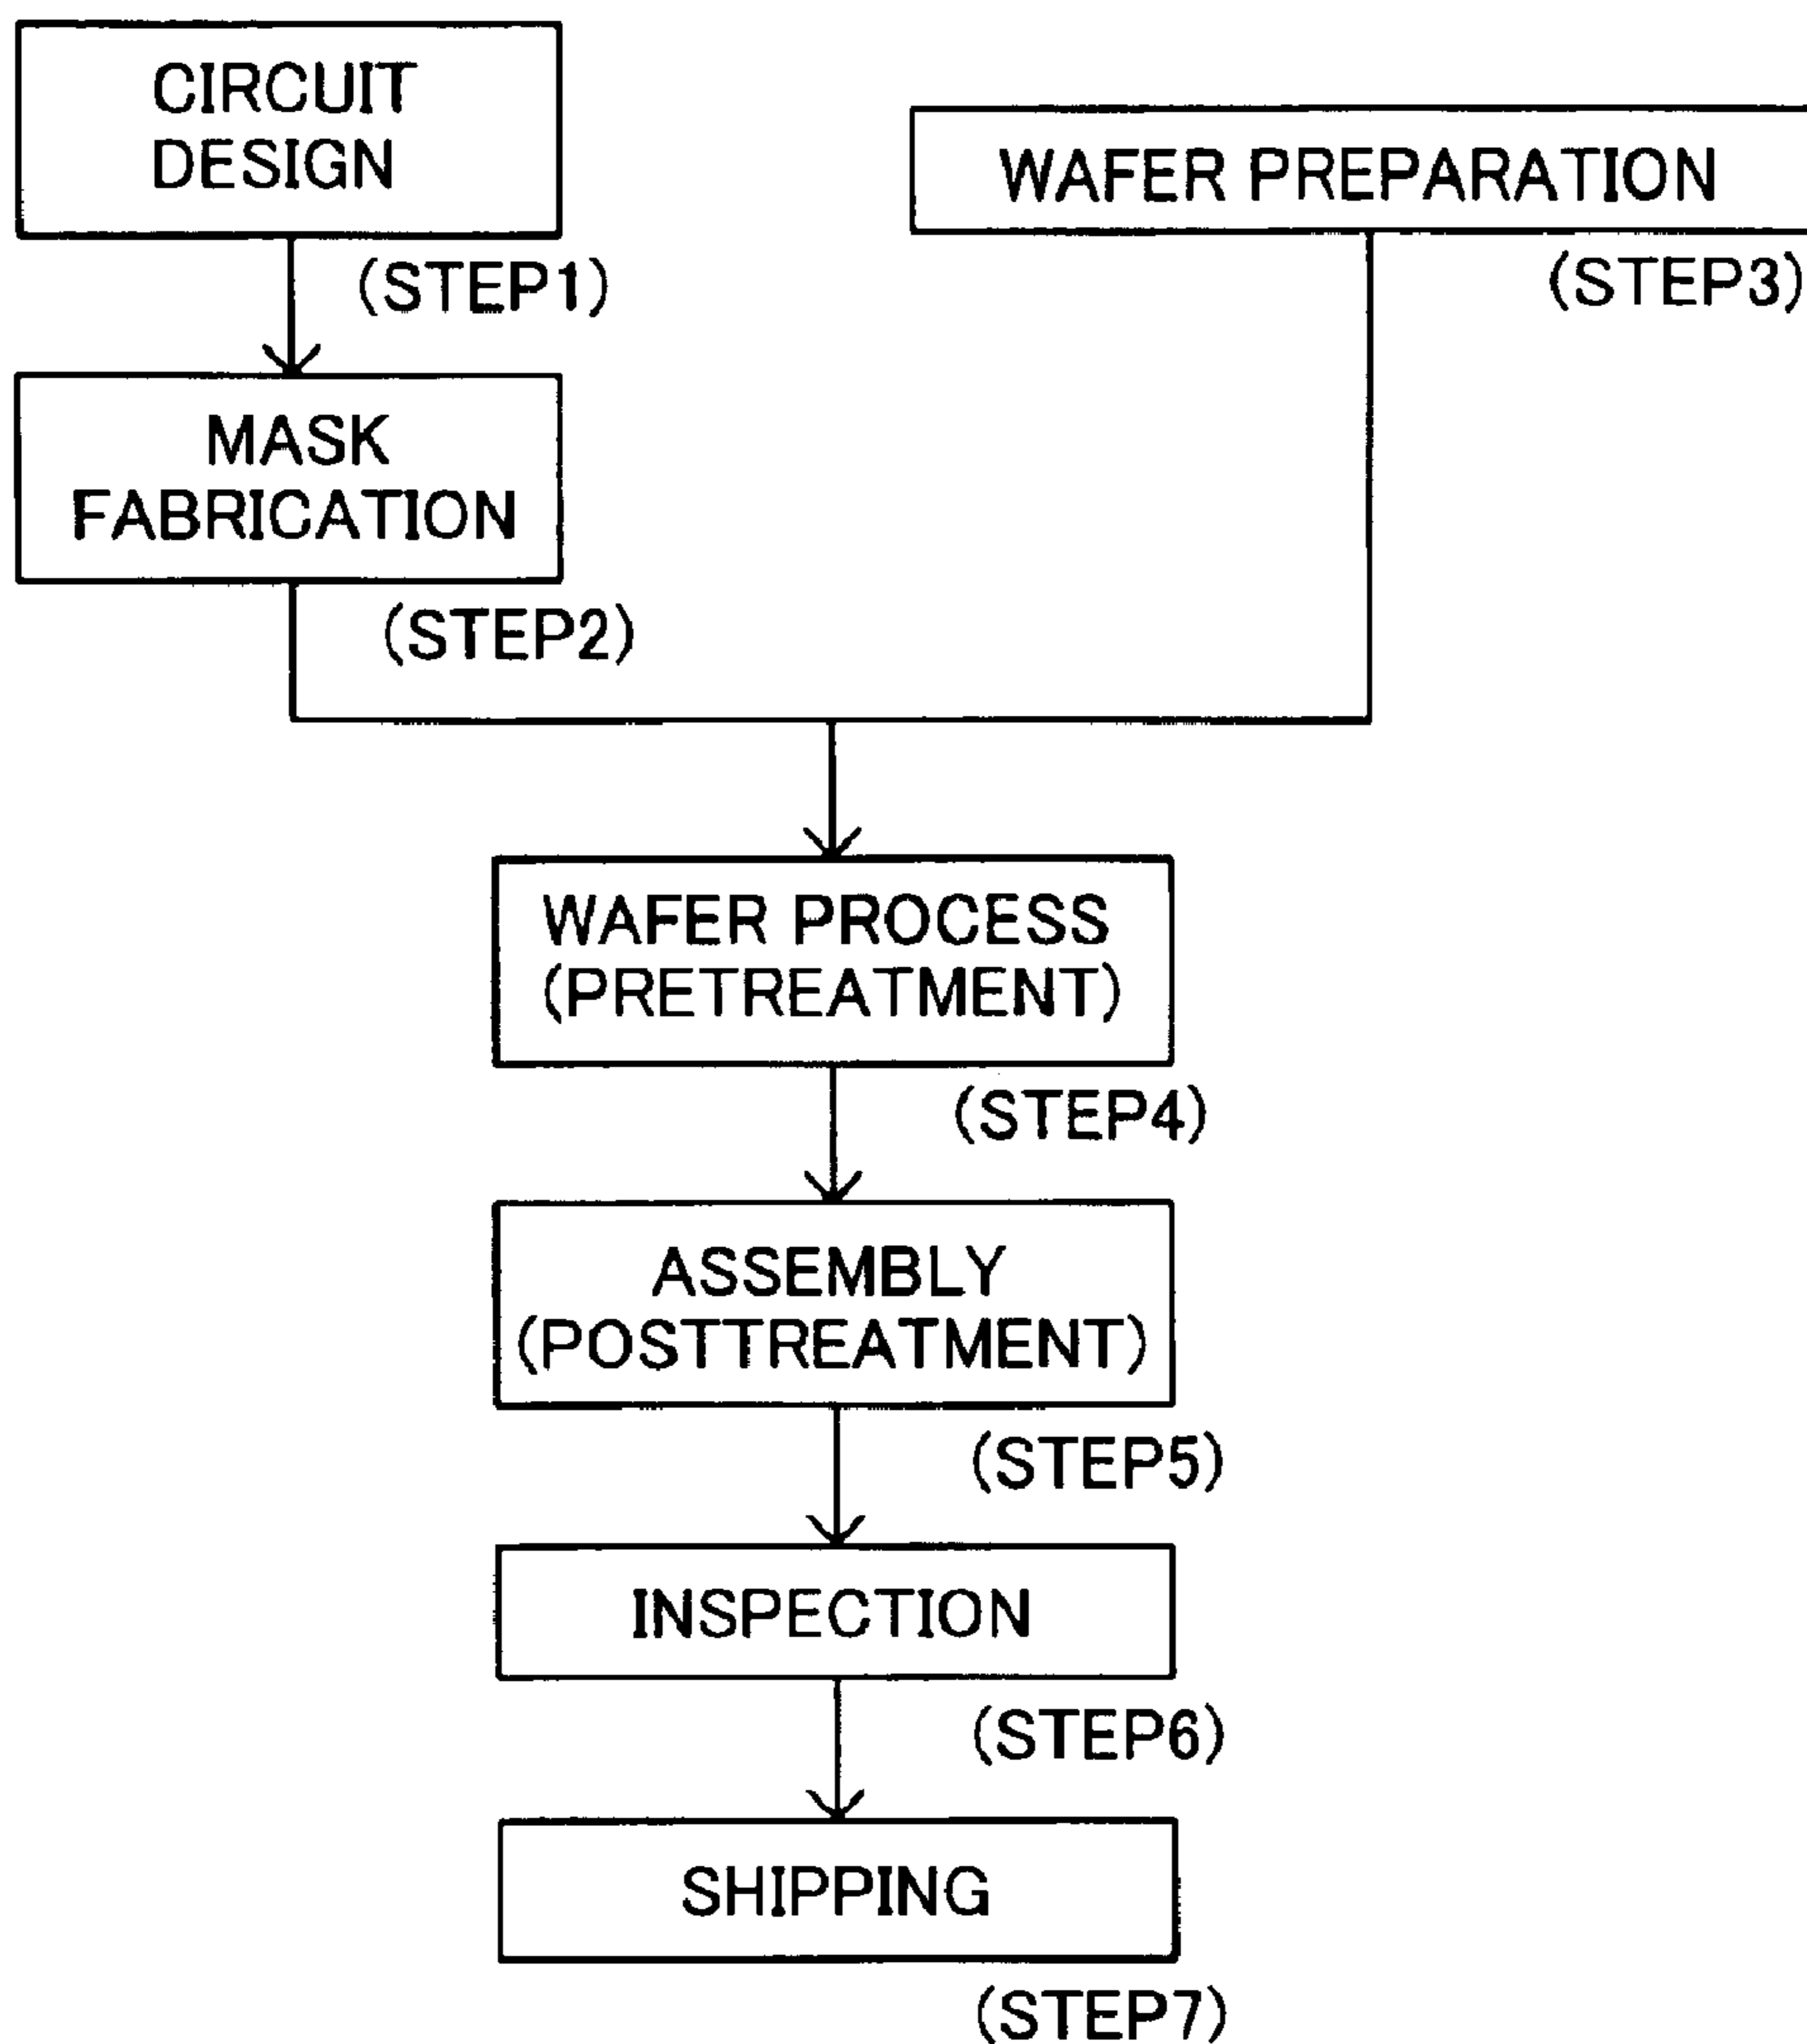 CIRCUIT
DESIGN
(STEP1)
WAFER PREPARATION
(STEP3)
MASK
FABRICATION
(STEP2)
WAFER PROCESS
(PRETREATMENT)
(STEP4)
ASSEMBLY
(POSTTREATMENT)
(STEP5)
INSPECTION
(STEP6)
SHIPPING
(STEP7)